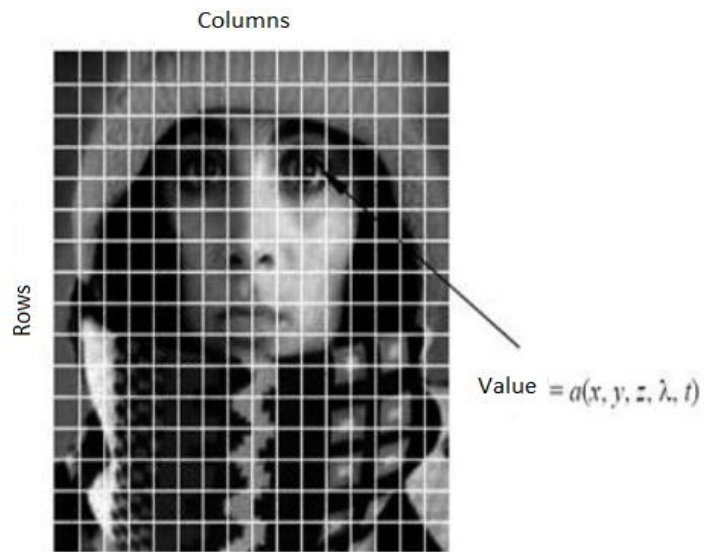 Columns
Rows
Value = a(x, y, z, λ, t)